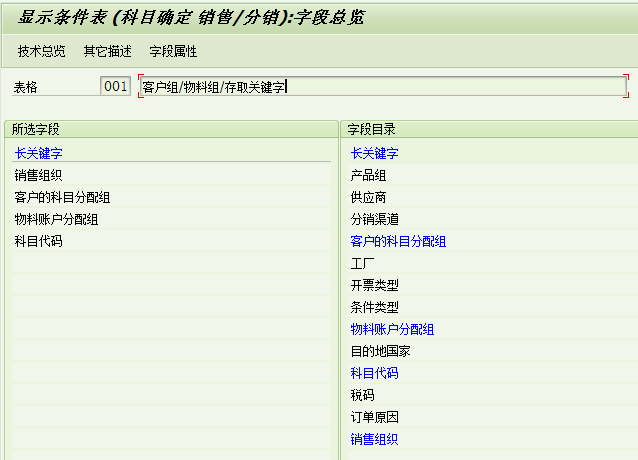 显示条件表 (科目确定 销售/分销):字段总览
技术总览 其它描述 字段属性
表格 001 客户组/物料组/存取关键字
所选字段
长关键字
销售组织
客户的科目分配组
物料账户分配组
科目代码
字段目录
长关键字
产品组
供应商
分销渠道
客户的科目分配组
工厂
开票类型
条件类型
物料账户分配组
目的地国家
科目代码
税码
订单原因
销售组织